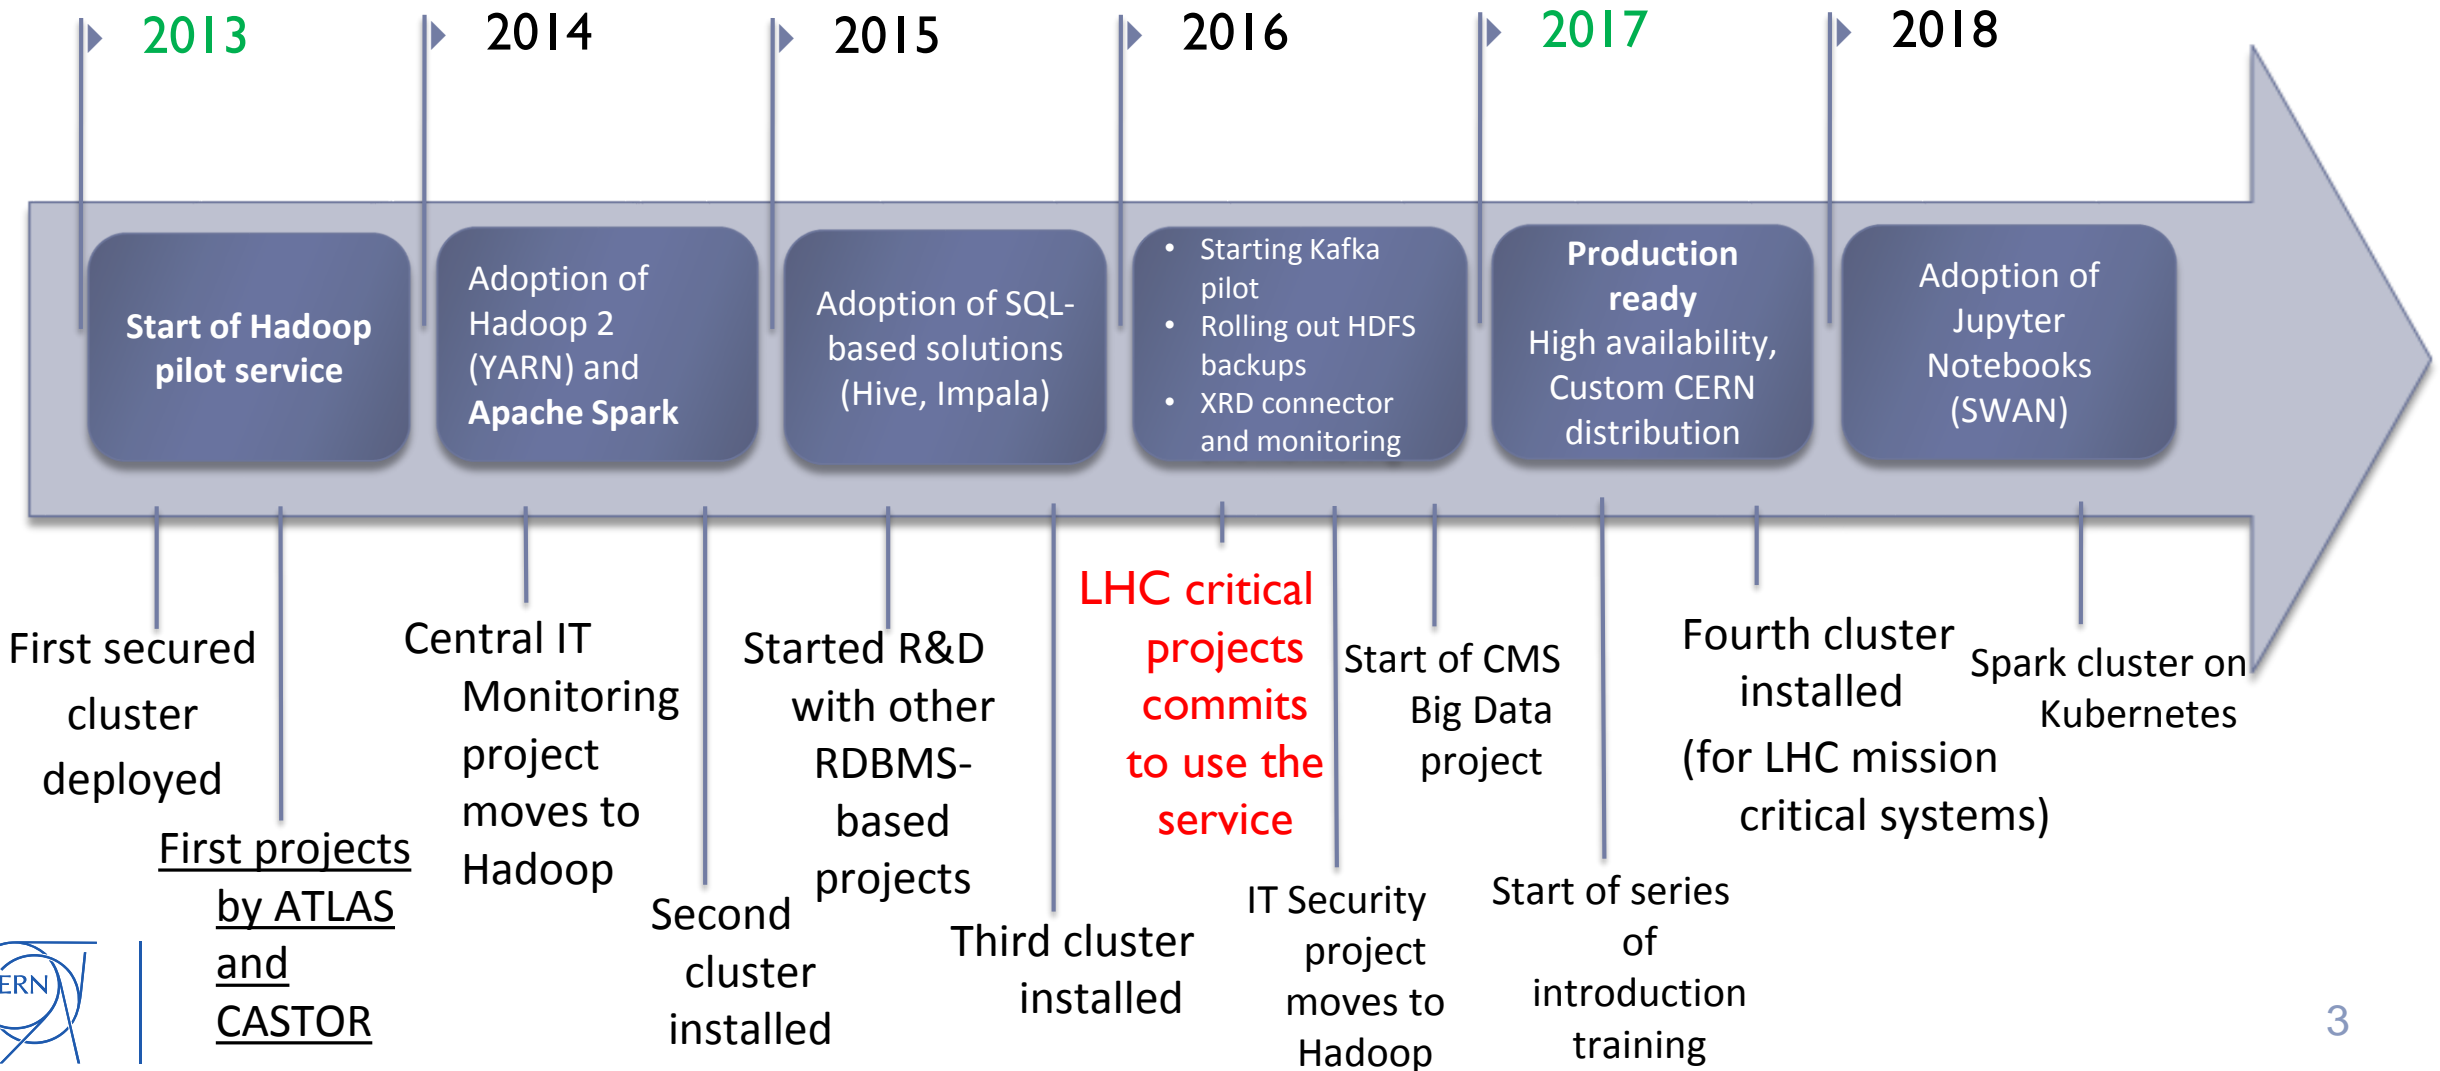 2013
2014
2015
2016
2017
2018
Start of Hadoop
pilot service
Adoption of
Hadoop 2
(YARN) and
Apache Spark
Adoption of SQL-
based solutions
(Hive, Impala)
• Starting Kafka
pilot
• Rolling out HDFS
backups
• XRD connector
and monitoring
Production
ready
High availability,
Custom CERN
distribution
Adoption of
Jupyter
Notebooks
(SWAN)
First secured
cluster
deployed
First projects
by ATLAS
and
CASTOR
Central IT
Monitoring
project
moves to
Hadoop
Second
cluster
installed
Started R&D
with other
RDBMS-
based
projects
Third cluster
installed
LHC critical
projects
commits
to use the
service
IT Security
project
moves to
Hadoop
Start of CMS
Big Data
project
Start of series
of
introduction
training
Fourth cluster
installed
(for LHC mission
critical systems)
Spark cluster on
Kubernetes
ERN
3